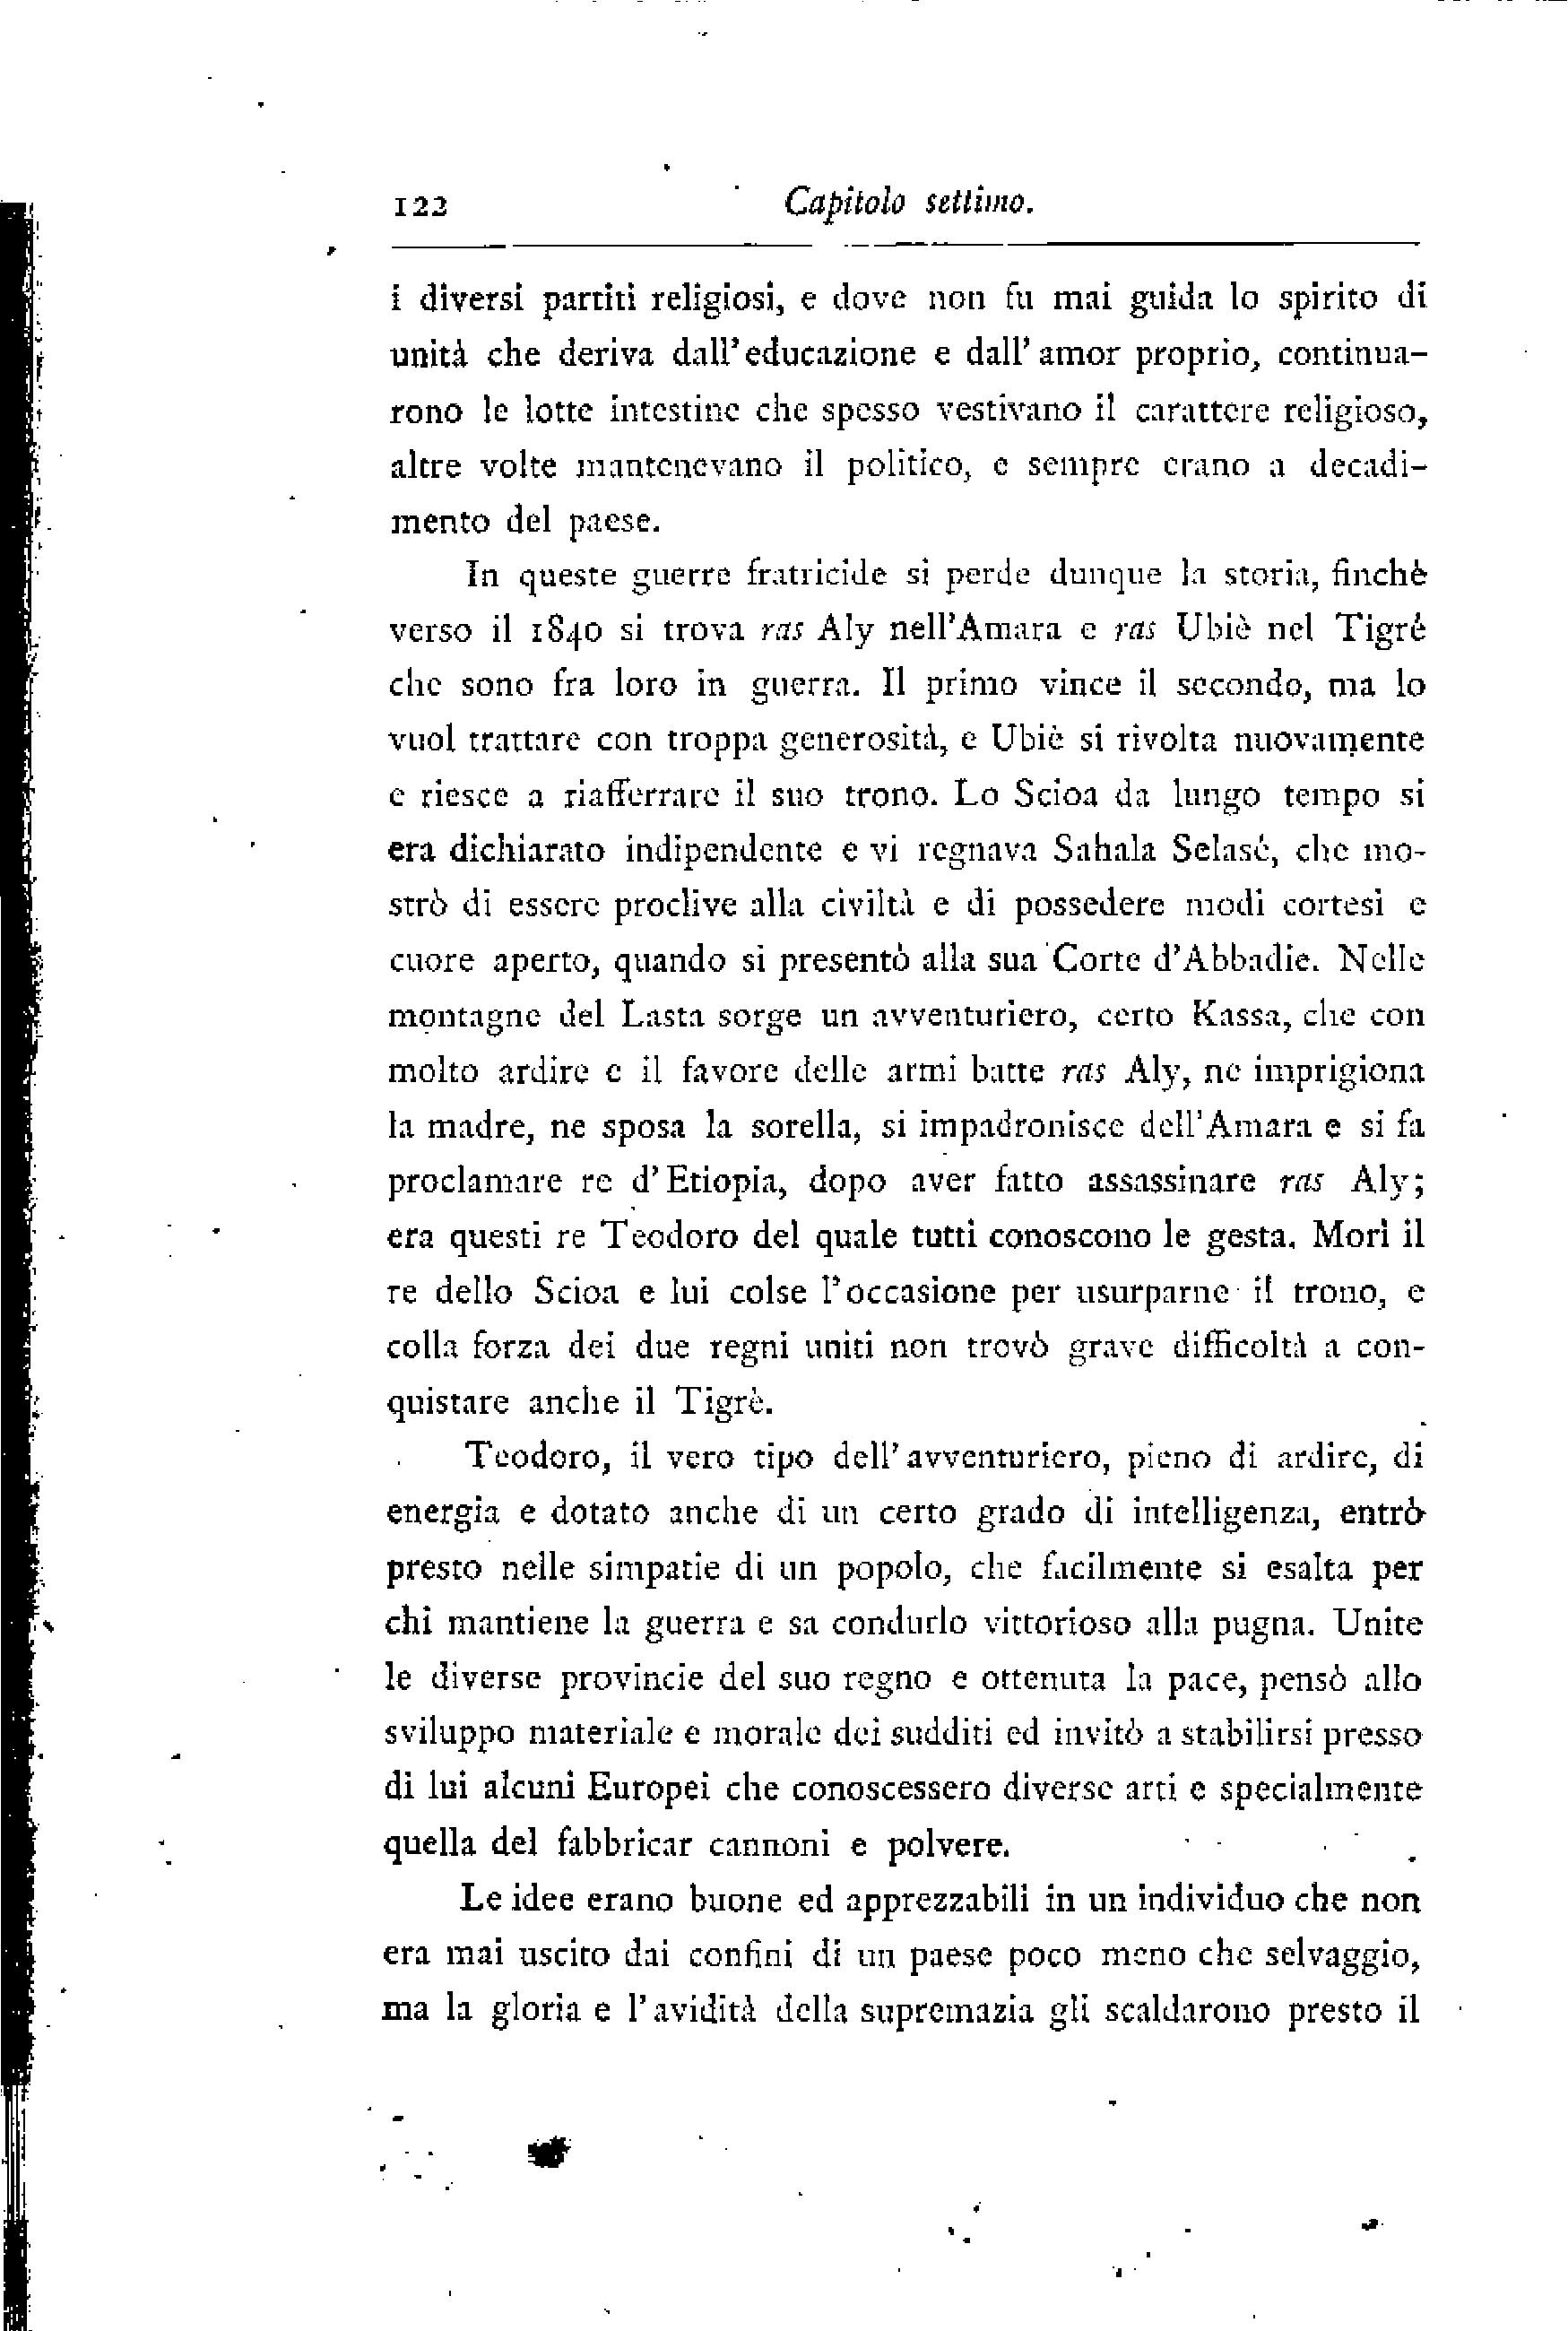 122 Capitolo settimo.
i diversi partiti religiosi, e dove non fu mai guida lo spirito di
unità che deriva dall'educazione e dall'amor proprio, continua-
rono le lotte intestine che spesso vestivano il carattere religioso,
altre volte mantenevano il politico, e sempre erano a decadi-
mento del paese.
In queste guerre fratricide si perde dunque la storia, finchè
verso il 1840 si trova ras Aly nell'Amara e ras Ubiè nel Tigré
che sono fra loro in guerra. Il primo vince il secondo, ma lo
vuol trattare con troppa generosità, e Ubiè si rivolta nuovamente
e riesce a riafferrare il suo trono. Lo Scioa da lungo tempo si
era dichiarato indipendente e vi regnava Sahala Selasé, che mo-
strò di essere proclive alla civiltà e di possedere modi cortesi e
cuore aperto, quando si presentò alla sua Corte d'Abbadie. Nelle
montagne del Lasta sorge un avventuriero, certo Kassa, che con
molto ardire e il favore delle armi batte ras Aly, ne imprigiona
la madre, ne sposa la sorella, si impadronisce dell'Amara e si fa
proclamare re d'Etiopia, dopo aver fatto assassinare ras Aly;
era questi re Teodoro del quale tutti conoscono le gesta. Morì il
re dello Scioa e lui colse l'occasione per usurparne il trono, e
colla forza dei due regni uniti non trovò grave difficoltà a con-
quistare anche il Tigrè.
Teodoro, il vero tipo dell'avventuriero, pieno di ardire, di
energia e dotato anche di un certo grado di intelligenza, entrò
presto nelle simpatie di un popolo, che facilmente si esalta per
chi mantiene la guerra e sa condurlo vittorioso alla pugna. Unite
le diverse provincie del suo regno e ottenuta la pace, pensò allo
sviluppo materiale e morale dei sudditi ed invitò a stabilirsi presso
di lui alcuni Europei che conoscessero diverse arti e specialmente
quella del fabbricar cannoni e polvere.
Le idee erano buone ed apprezzabili in un individuo che non
era mai uscito dai confini di un paese poco meno che selvaggio,
ma la gloria e l'avidità della supremazia gli scaldarono presto il